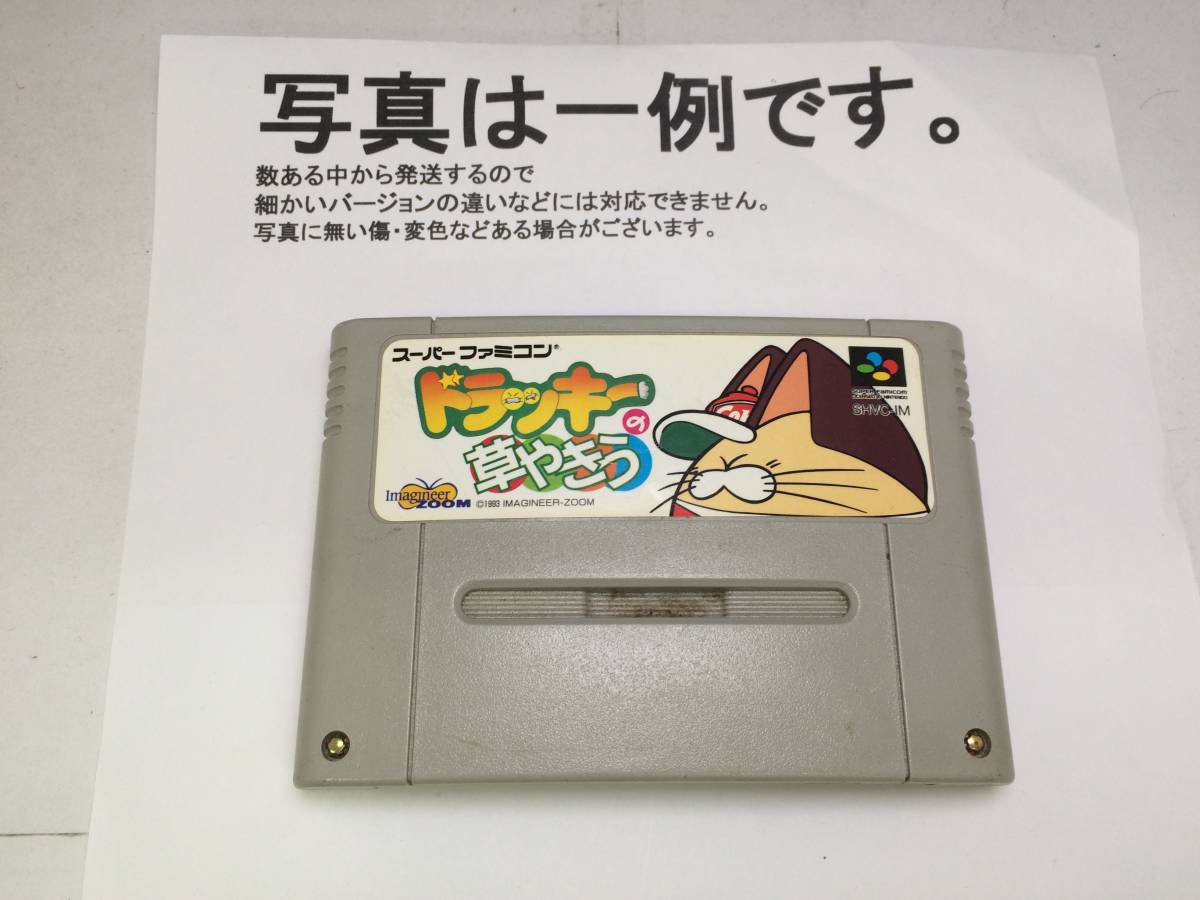 写真は一例です。
数ある中から発送するので
細かいバージョンの違いなどには対応できません。
写真に無い傷・変色などある場合がございます。
スーパーファミコン®
ドラッキーの
草やきう
Imagineer
ZOOM
©1993 IMAGINEER-ZOOM
SUPER FAMICOM
SHVC-IM